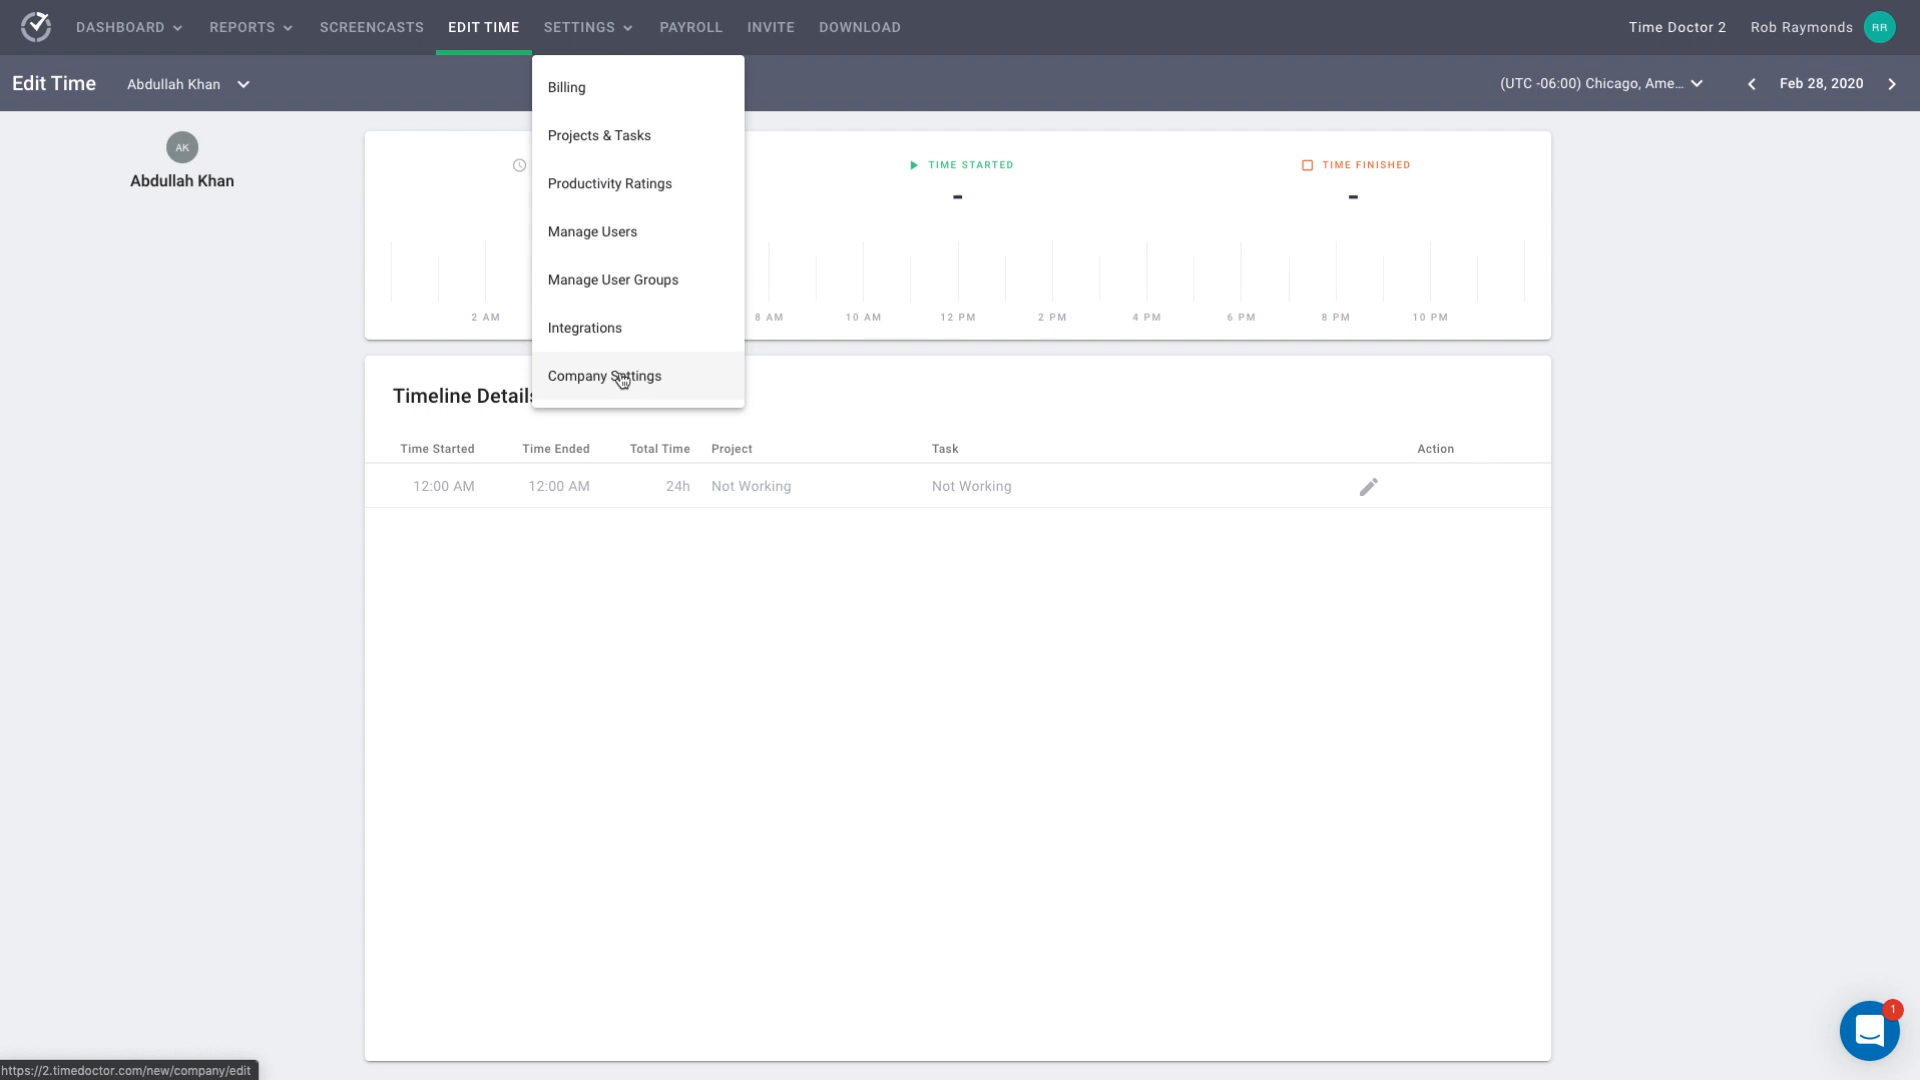 DASHBOARD REPORTS SCREENCASTS EDIT TIME SETTINGS PAYROLL INVITE DOWNLOAD Time Doctor 2 Rob Raymonds RR
Edit Time Abdullah Khan (UTC -06:00) Chicago, Ame... Feb 28, 2020
Billing
Projects & Tasks
Productivity Ratings
Manage Users
Manage User Groups
Integrations
Company Settings
AK
Abdullah Khan
TIME STARTED TIME FINISHED
- -
2 AM 8 AM 10 AM 12 PM 2 PM 4 PM 6 PM 8 PM 10 PM
Timeline Details
Time Started Time Ended Total Time Project Task Action
12:00 AM 12:00 AM 24h Not Working Not Working
1
https://2.timedoctor.com/new/company/edit